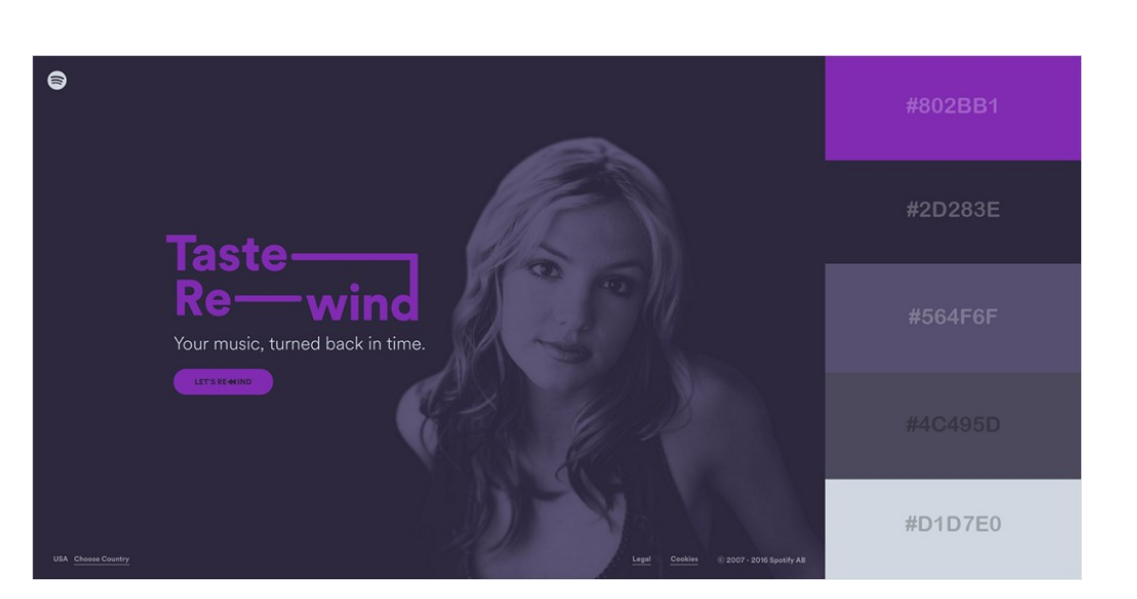 Taste
Re wind
Your music, turned back in time.
LET'S RE WIND
USA Choose Country
Legal Cookies © 2007 - 2016 Spotify AB
#802BB1
#2D283E
#564F6F
#4C495D
#D1D7E0